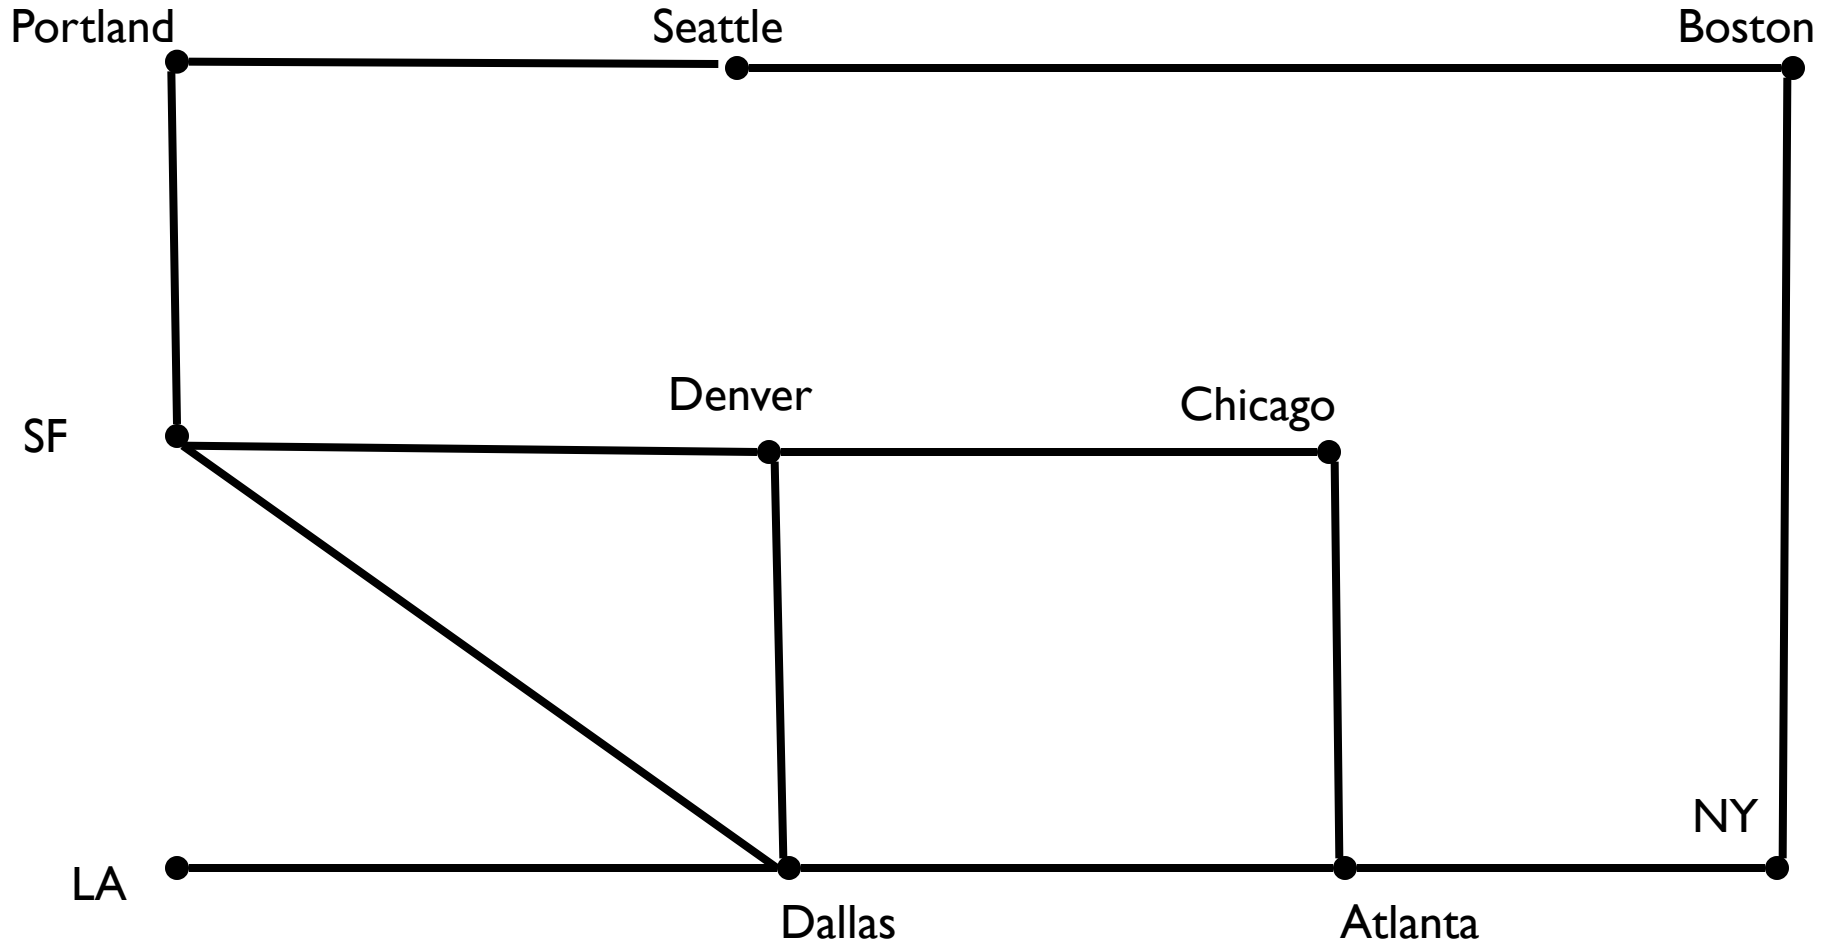 Portland
Seattle
Boston
Denver
Chicago
SF
NY
LA
Dallas
Atlanta